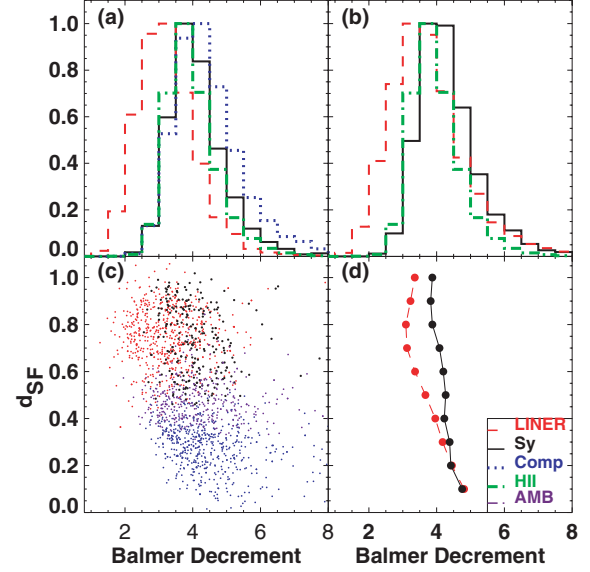 (a)
(b)
1.0
0.8
0.6
0.4
0.2
0.0
(c)
(d)
1.0
0.8
0.6
0.4
0.2
0.0
dSF
LINER
Sy
Comp
HII
AMB
2 4 6 8
2 4 6 8
Balmer Decrement
Balmer Decrement